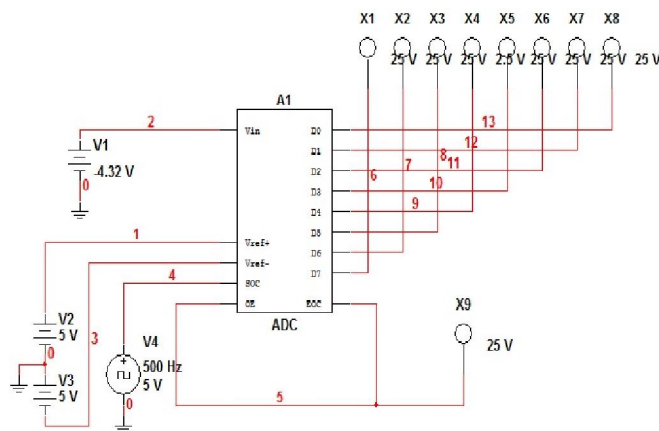 X1 X2 X3 X4 X5 X6 X7 X8
25 V 25 V 25 V 2.5 V 25 V 25 V 25 V
A1
2
Vin D0 13
D1 12
8
V1 D2 7 11
-4.32 V 6
0 D3 10
D4 9
D5
1 Vref+
D6
Vref-
D7
4 SOC
OE EOC
X9
ADC
V2 3
5 V V4 25 V
0 500 Hz
V3 5 V
5 V 5
0